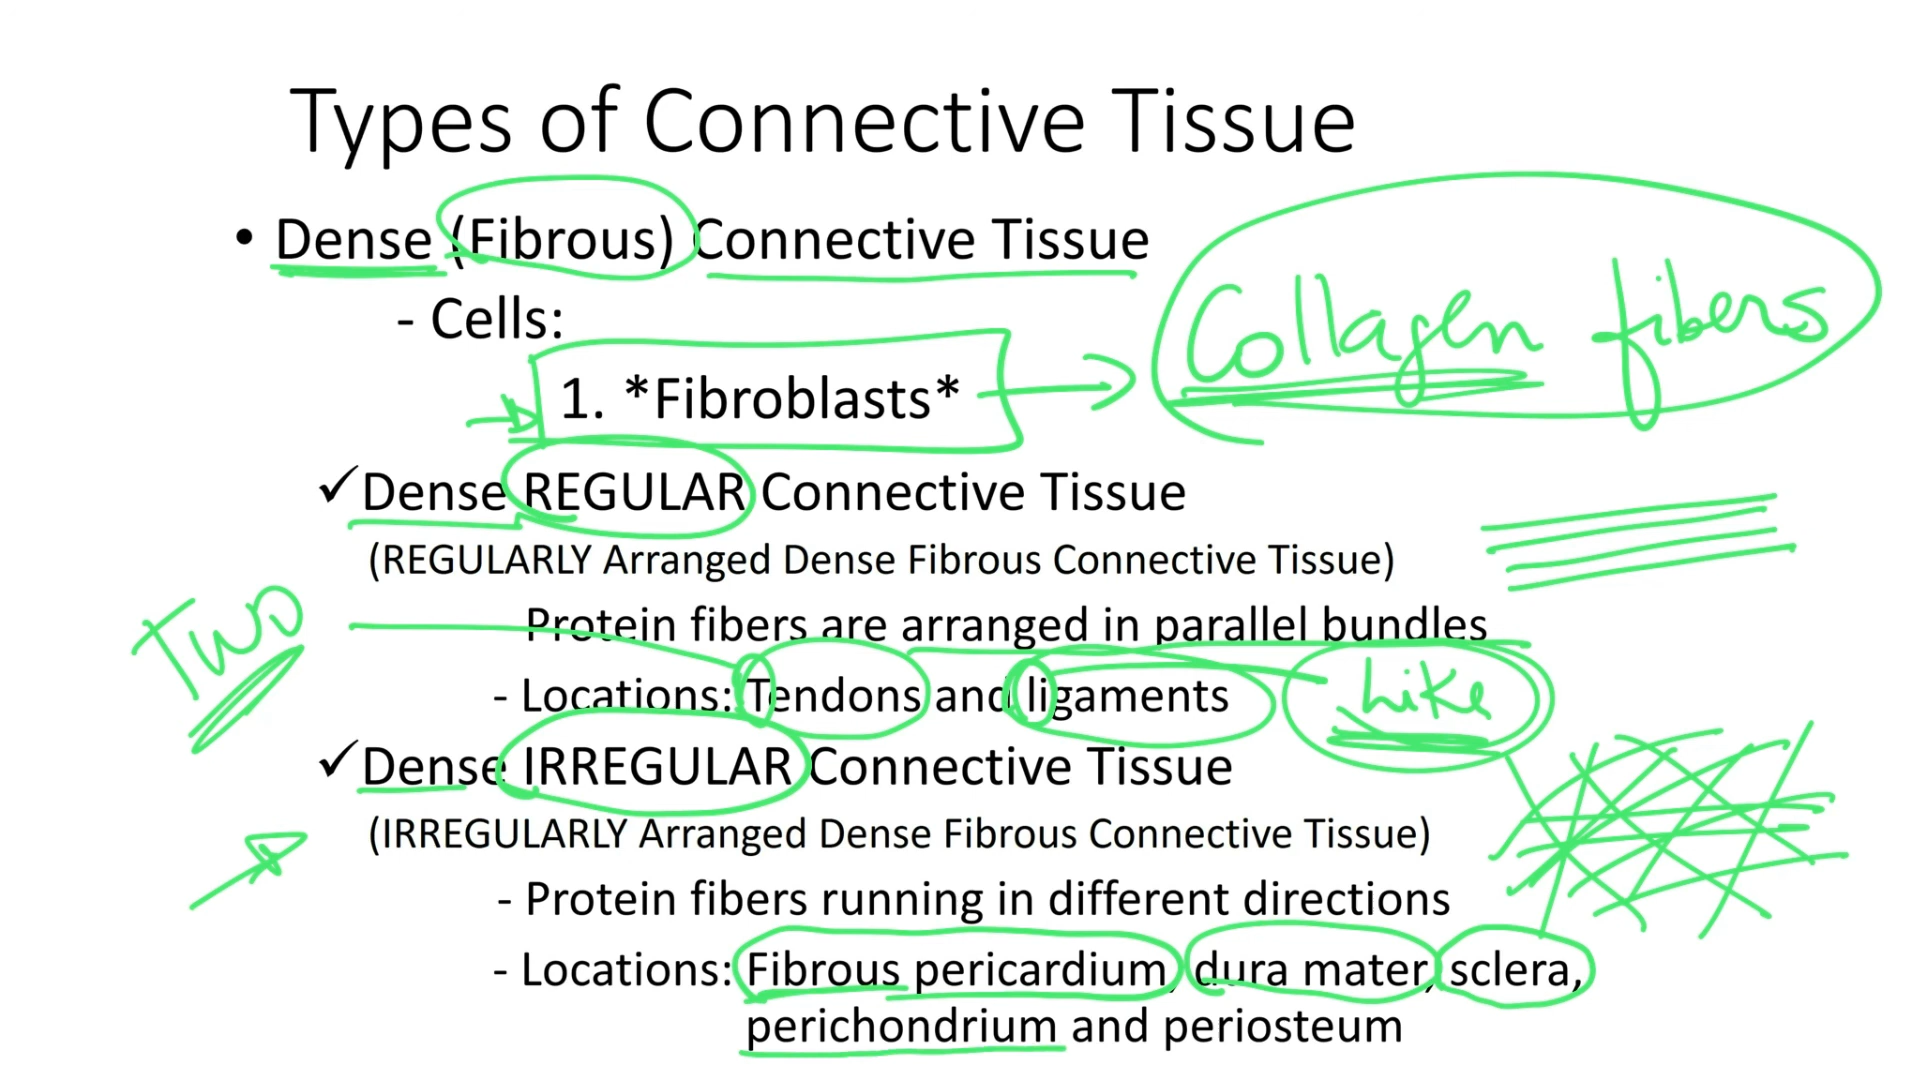 Types of Connective Tissue
• Dense (Fibrous) Connective Tissue
- Cells:
Collagen fibers
1. *Fibroblasts*
✓Dense REGULAR Connective Tissue
(REGULARLY Arranged Dense Fibrous Connective Tissue)
Two
Protein fibers are arranged in parallel bundles
- Locations: Tendons and ligaments
Like
✓Dense IRREGULAR Connective Tissue
(IRREGULARLY Arranged Dense Fibrous Connective Tissue)
- Protein fibers running in different directions
- Locations: Fibrous pericardium, dura mater, sclera,
perichondrium and periosteum